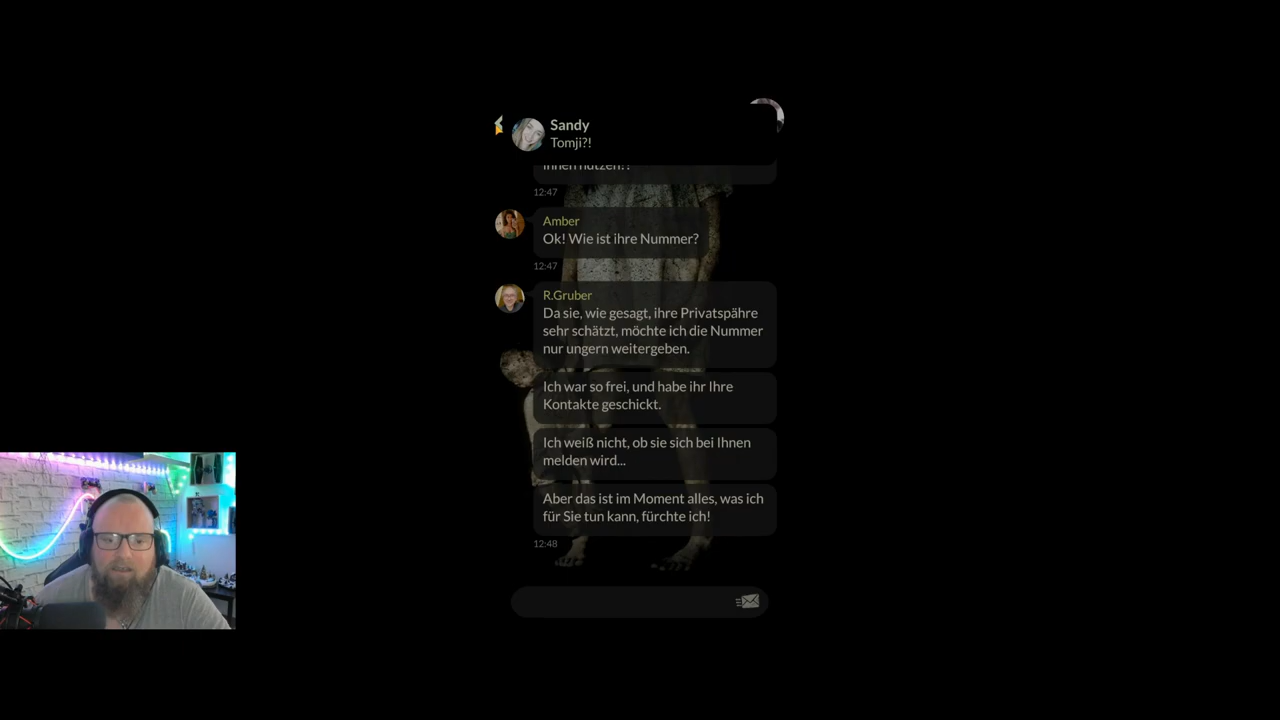 Sandy
Tomji?!
Ihnen nutzen!?
12:47
Amber
Ok! Wie ist ihre Nummer?
12:47
R.Gruber
Da sie, wie gesagt, ihre Privatspähre
sehr schätzt, möchte ich die Nummer
nur ungern weitergeben.
Ich war so frei, und habe ihr Ihre
Kontakte geschickt.
Ich weiß nicht, ob sie sich bei Ihnen
melden wird...
Aber das ist im Moment alles, was ich
für Sie tun kann, fürchte ich!
12:48